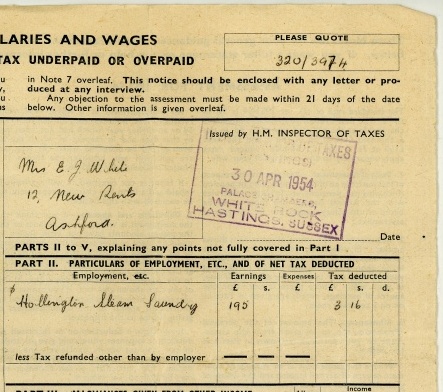 LARIES AND WAGES
PLEASE QUOTE
TAX UNDERPAID OR OVERPAID
320/3974
in Note 7 overleaf. This notice should be enclosed with any letter or pro-
duced at any interview.
Any objection to the assessment must be made within 21 days of the date
below. Other information is given overleaf.
Issued by H.M. INSPECTOR OF TAXES
TAXES
30 APR 1954
PALACE CHAMBERS,
WHITE ROCK
HASTINGS, SUSSEX
Mrs E. J. White
12, New Rents
Ashford.
Date
PARTS II to V, explaining any points not fully covered in Part I
PART II. PARTICULARS OF EMPLOYMENT, ETC., AND OF NET TAX DEDUCTED
Employment, etc. Earnings Expenses Tax deducted
£ s. £ £ s. d.
Hollington Steam Laundry 195 3 16
less Tax refunded other than by employer — — — —
Income